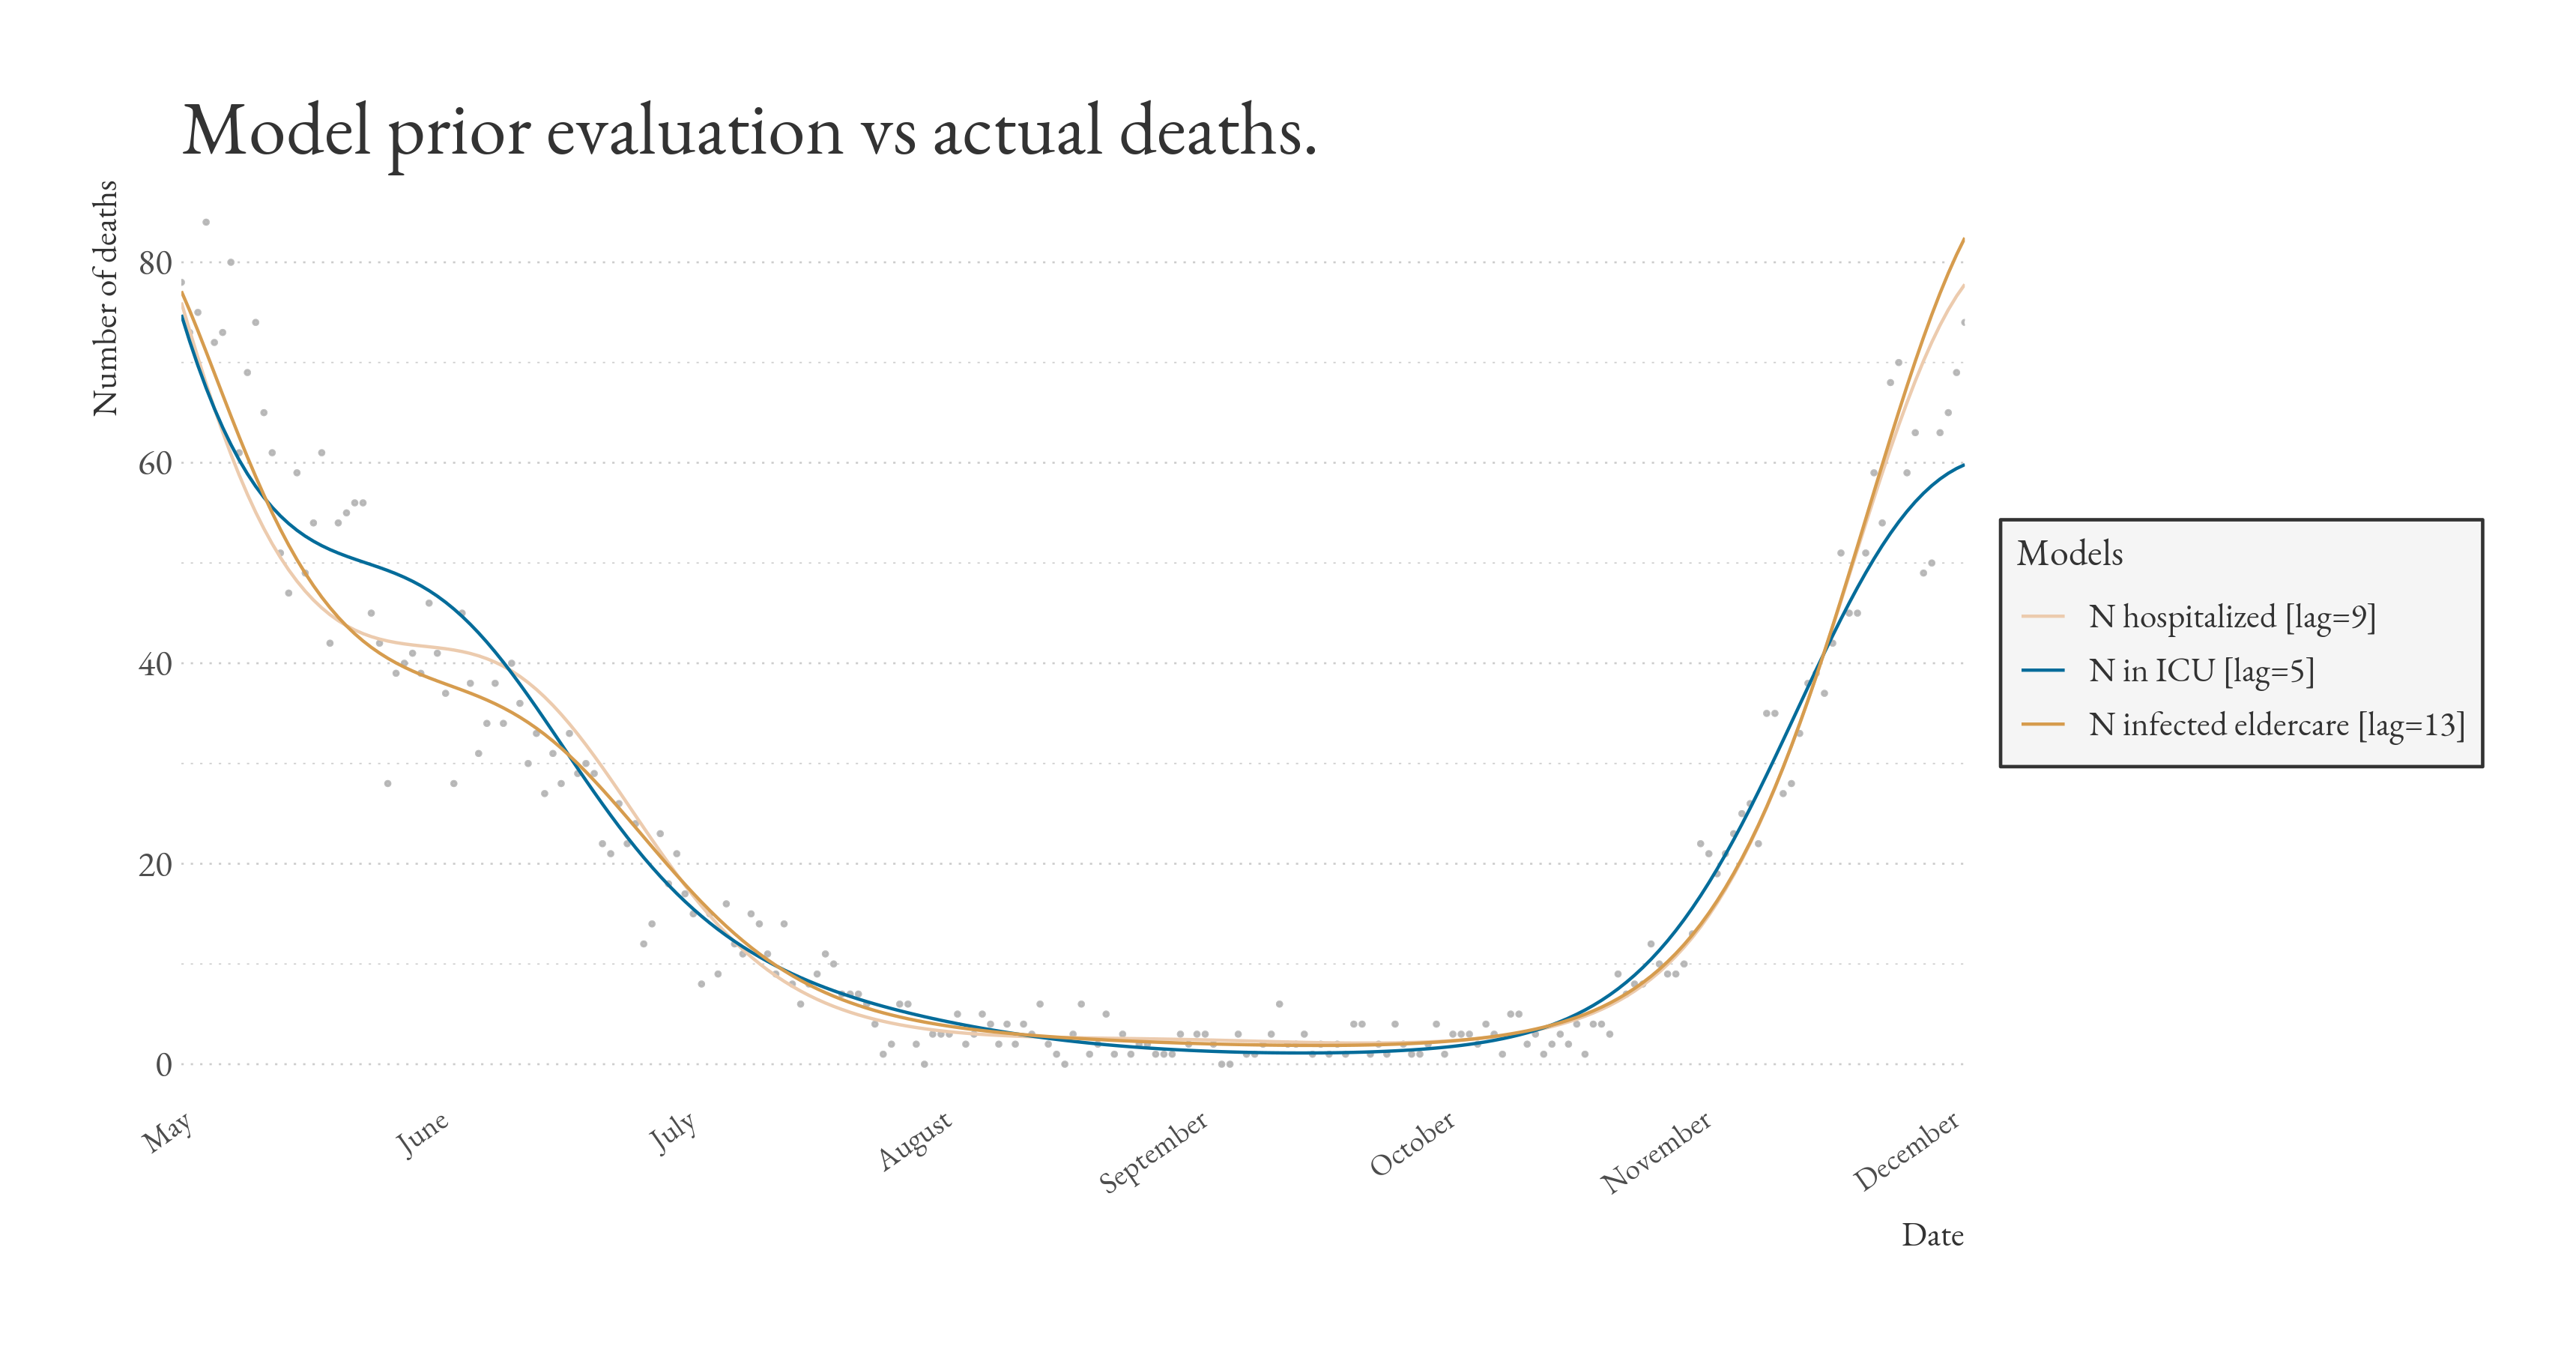 Model prior evaluation vs actual deaths.
Number of deaths
80
60
40
20
0
May
June
July
August
September
October
November
December
Date
Models
N hospitalized [lag=9]
N in ICU [lag=5]
N infected eldercare [lag=13]